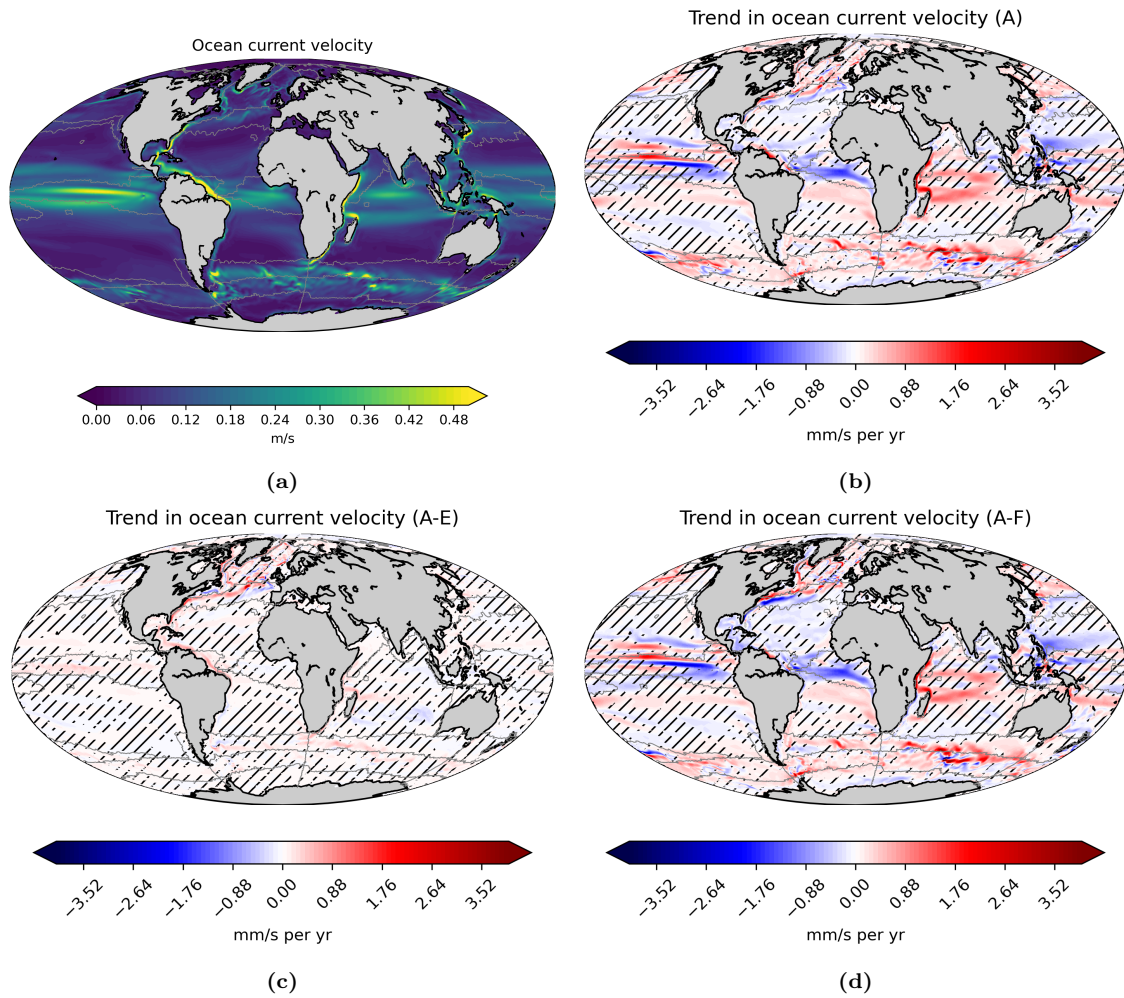 Ocean current velocity
0.00 0.06 0.12 0.18 0.24 0.30 0.36 0.42 0.48
m/s
(a)
Trend in ocean current velocity (A)
−3.52 −2.64 −1.76 −0.88 0.00 0.88 1.76 2.64 3.52
mm/s per yr
(b)
Trend in ocean current velocity (A-E)
−3.52 −2.64 −1.76 −0.88 0.00 0.88 1.76 2.64 3.52
mm/s per yr
(c)
Trend in ocean current velocity (A-F)
−3.52 −2.64 −1.76 −0.88 0.00 0.88 1.76 2.64 3.52
mm/s per yr
(d)